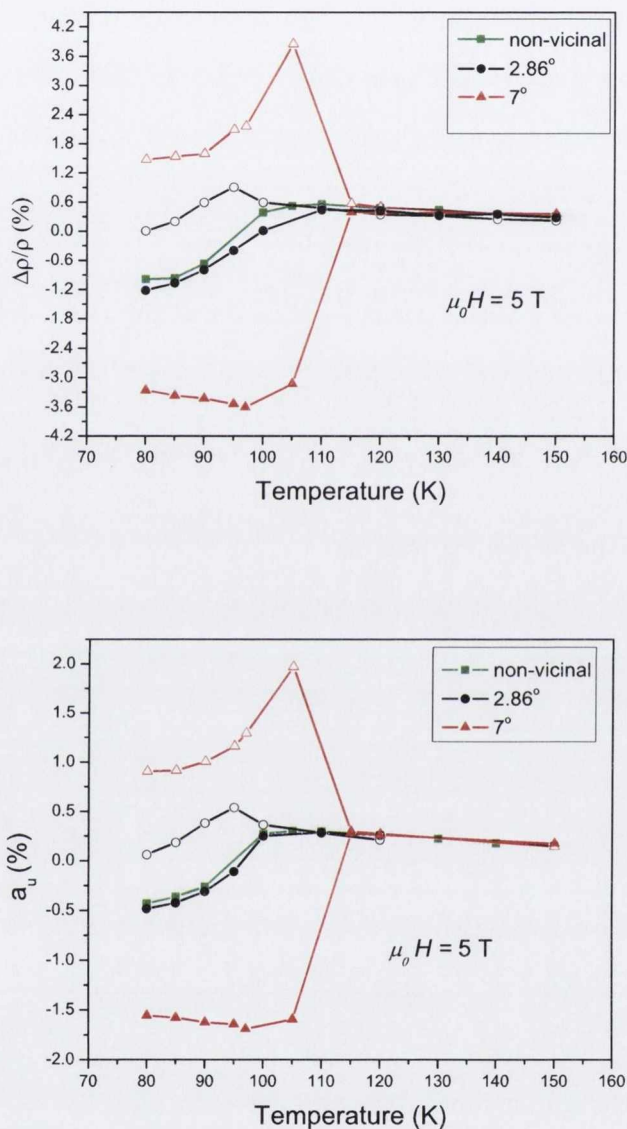 4.2
3.6
3.0
2.4
1.8
1.2
0.6
0.0
-0.6
-1.2
-1.8
-2.4
-3.0
-3.6
-4.2
Δρ/ρ (%)
non-vicinal
2.86°
7°
μ₀H = 5 T
70 80 90 100 110 120 130 140 150 160
Temperature (K)
2.0
1.5
1.0
0.5
0.0
-0.5
-1.0
-1.5
-2.0
aᵤ (%)
non-vicinal
2.86°
7°
μ₀ H = 5 T
70 80 90 100 110 120 130 140 150 160
Temperature (K)